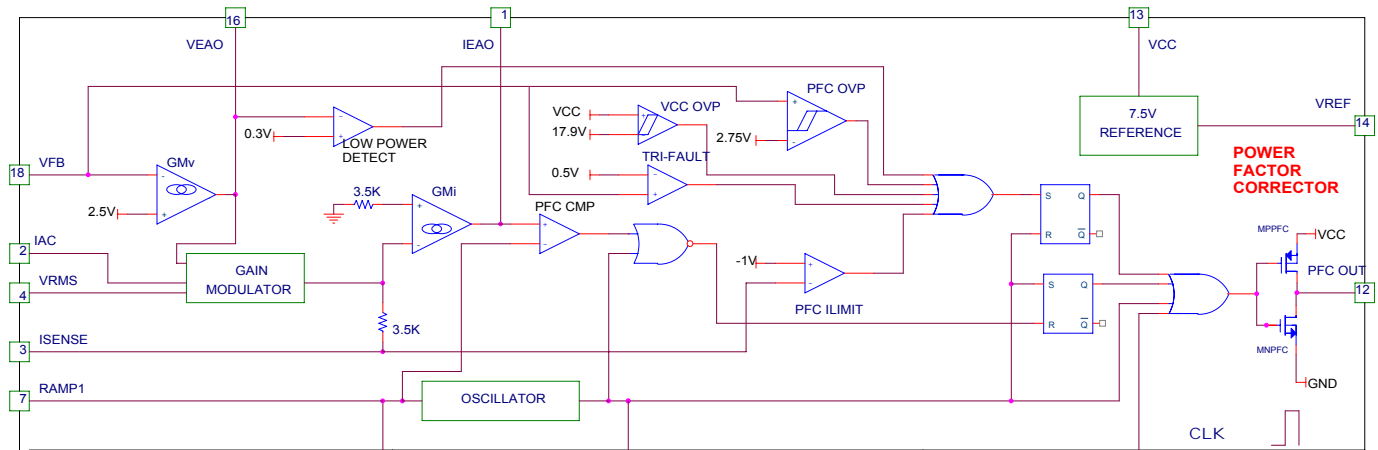 16
1
13
VEAO
IEAO
VCC
PFC OVP
VCC OVP
VCC
17.9V
2.75V
7.5V
REFERENCE
VREF
14
0.3V
LOW POWER
DETECT
TRI-FAULT
0.5V
POWER
FACTOR
CORRECTOR
VFB
18
GMv
2.5V
3.5K
GMi
PFC CMP
S
Q
R
Q
MPPFC
VCC
IAC
2
GAIN
MODULATOR
-1V
PFC OUT
12
VRMS
4
S
Q
R
Q
PFC ILIMIT
3.5K
MNPFC
ISENSE
3
GND
RAMP1
7
OSCILLATOR
CLK